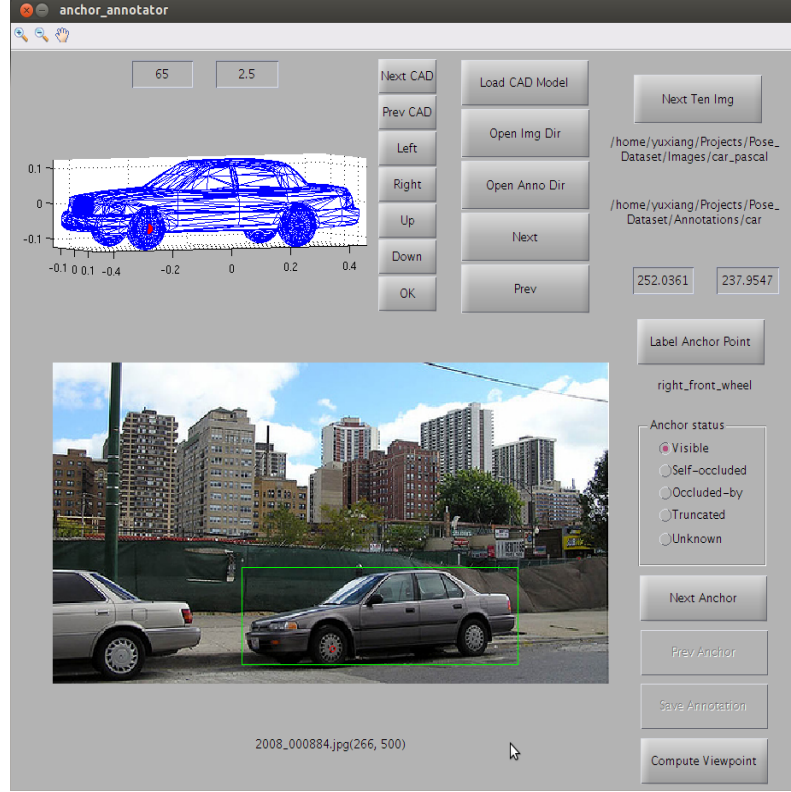 anchor_annotator
65
2.5
Next CAD
Prev CAD
Left
Right
Up
Down
OK
Load CAD Model
Open Img Dir
Open Anno Dir
Next
Prev
Next Ten Img
/home/yuxiang/Projects/Pose_
Dataset/Images/car_pascal
/home/yuxiang/Projects/Pose_
Dataset/Annotations/car
252.0361
237.9547
0.1
0
-0.1
-0.1 0 0.1 -0.4 -0.2 0 0.2 0.4
Label Anchor Point
right_front_wheel
Anchor status
Visible
Self-occluded
Occluded-by
Truncated
Unknown
Next Anchor
Prev Anchor
Save Annotation
Compute Viewpoint
2008_000884.jpg(266, 500)